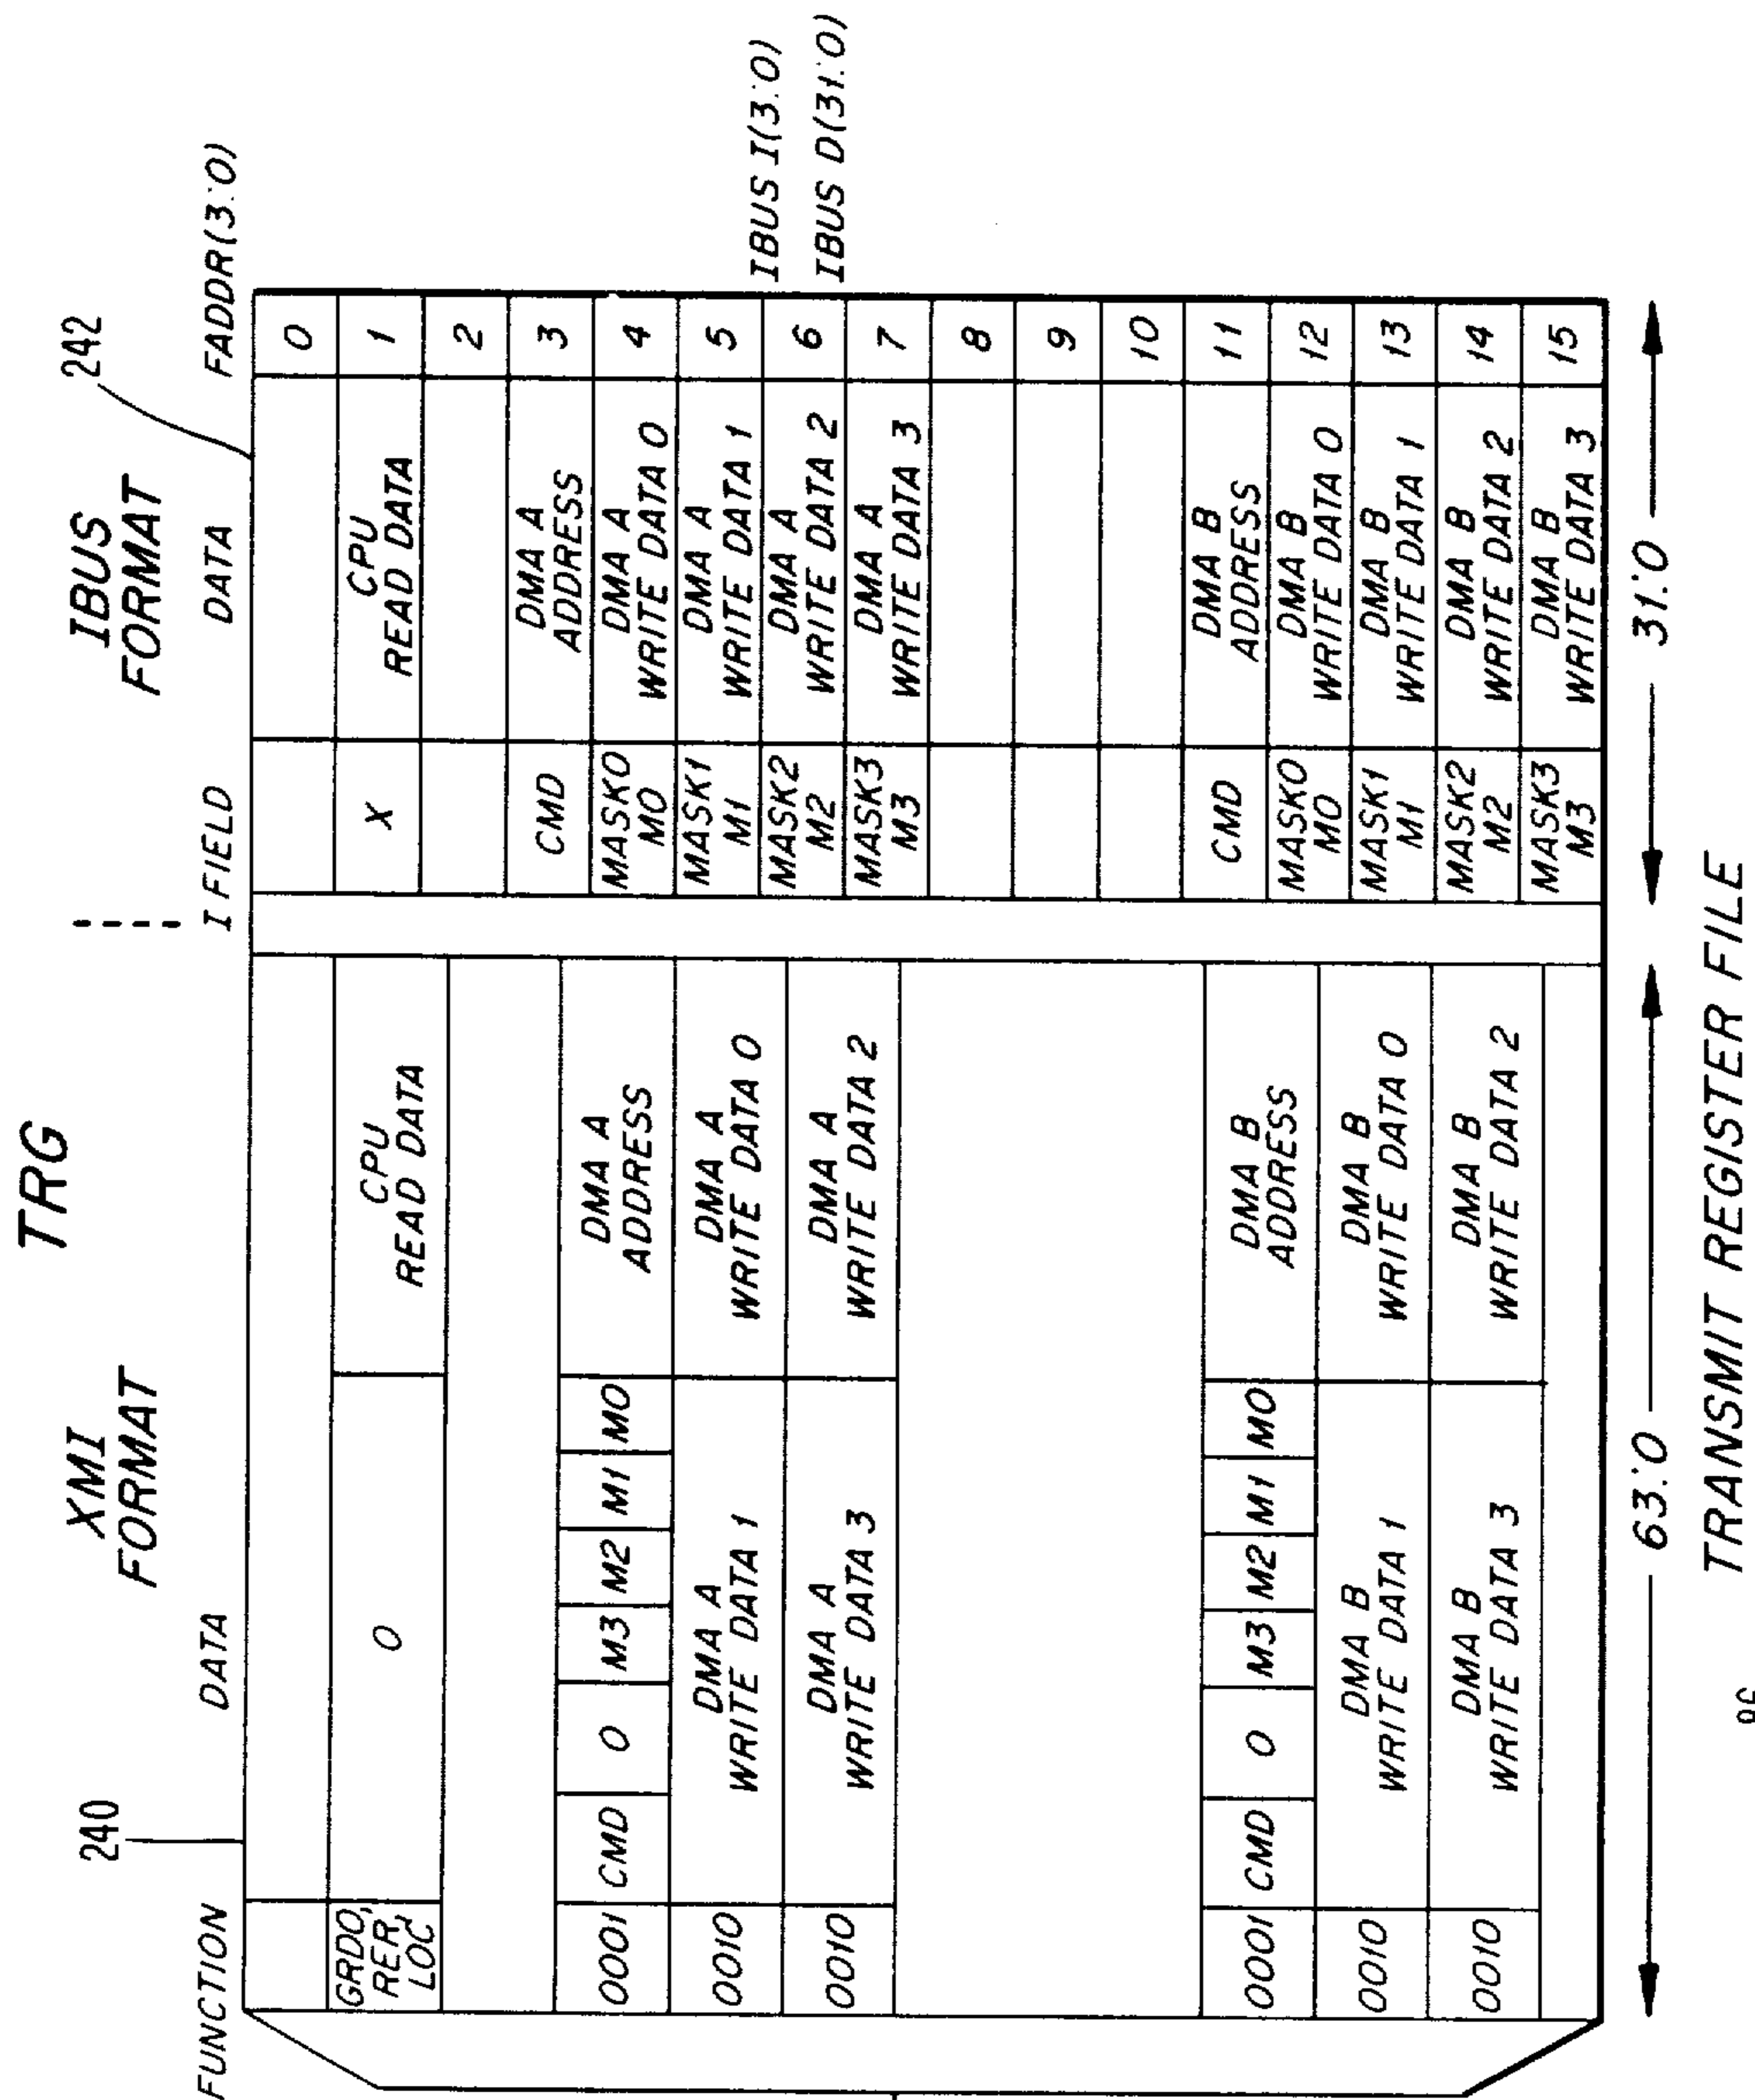 TRG
XMI
FORMAT
IBUS
FORMAT
240
242
FUNCTION
DATA
I FIELD
DATA
FADDR(3:0)
0
GRDO,
RER,
LOC
0
CPU
READ DATA
X
CPU
READ DATA
1
2
0001
CMD
0
M3
M2
M1
M0
DMA A
ADDRESS
CMD
DMA A
ADDRESS
3
MASK0
M0
DMA A
WRITE DATA 0
4
0010
DMA A
WRITE DATA 1
DMA A
WRITE DATA 0
MASK1
M1
DMA A
WRITE DATA 1
5
0010
DMA A
WRITE DATA 3
DMA A
WRITE DATA 2
MASK2
M2
DMA A
WRITE DATA 2
6
MASK3
M3
DMA A
WRITE DATA 3
7
IBUS I(3:0)
IBUS D(31:0)
8
9
10
0001
CMD
0
M3
M2
M1
M0
DMA B
ADDRESS
CMD
DMA B
ADDRESS
11
MASK0
M0
DMA B
WRITE DATA 0
12
0010
DMA B
WRITE DATA 1
DMA B
WRITE DATA 0
MASK1
M1
DMA B
WRITE DATA 1
13
0010
DMA B
WRITE DATA 3
DMA B
WRITE DATA 2
MASK2
M2
DMA B
WRITE DATA 2
14
MASK3
M3
DMA B
WRITE DATA 3
15
63:0
31:0
TRANSMIT REGISTER FILE